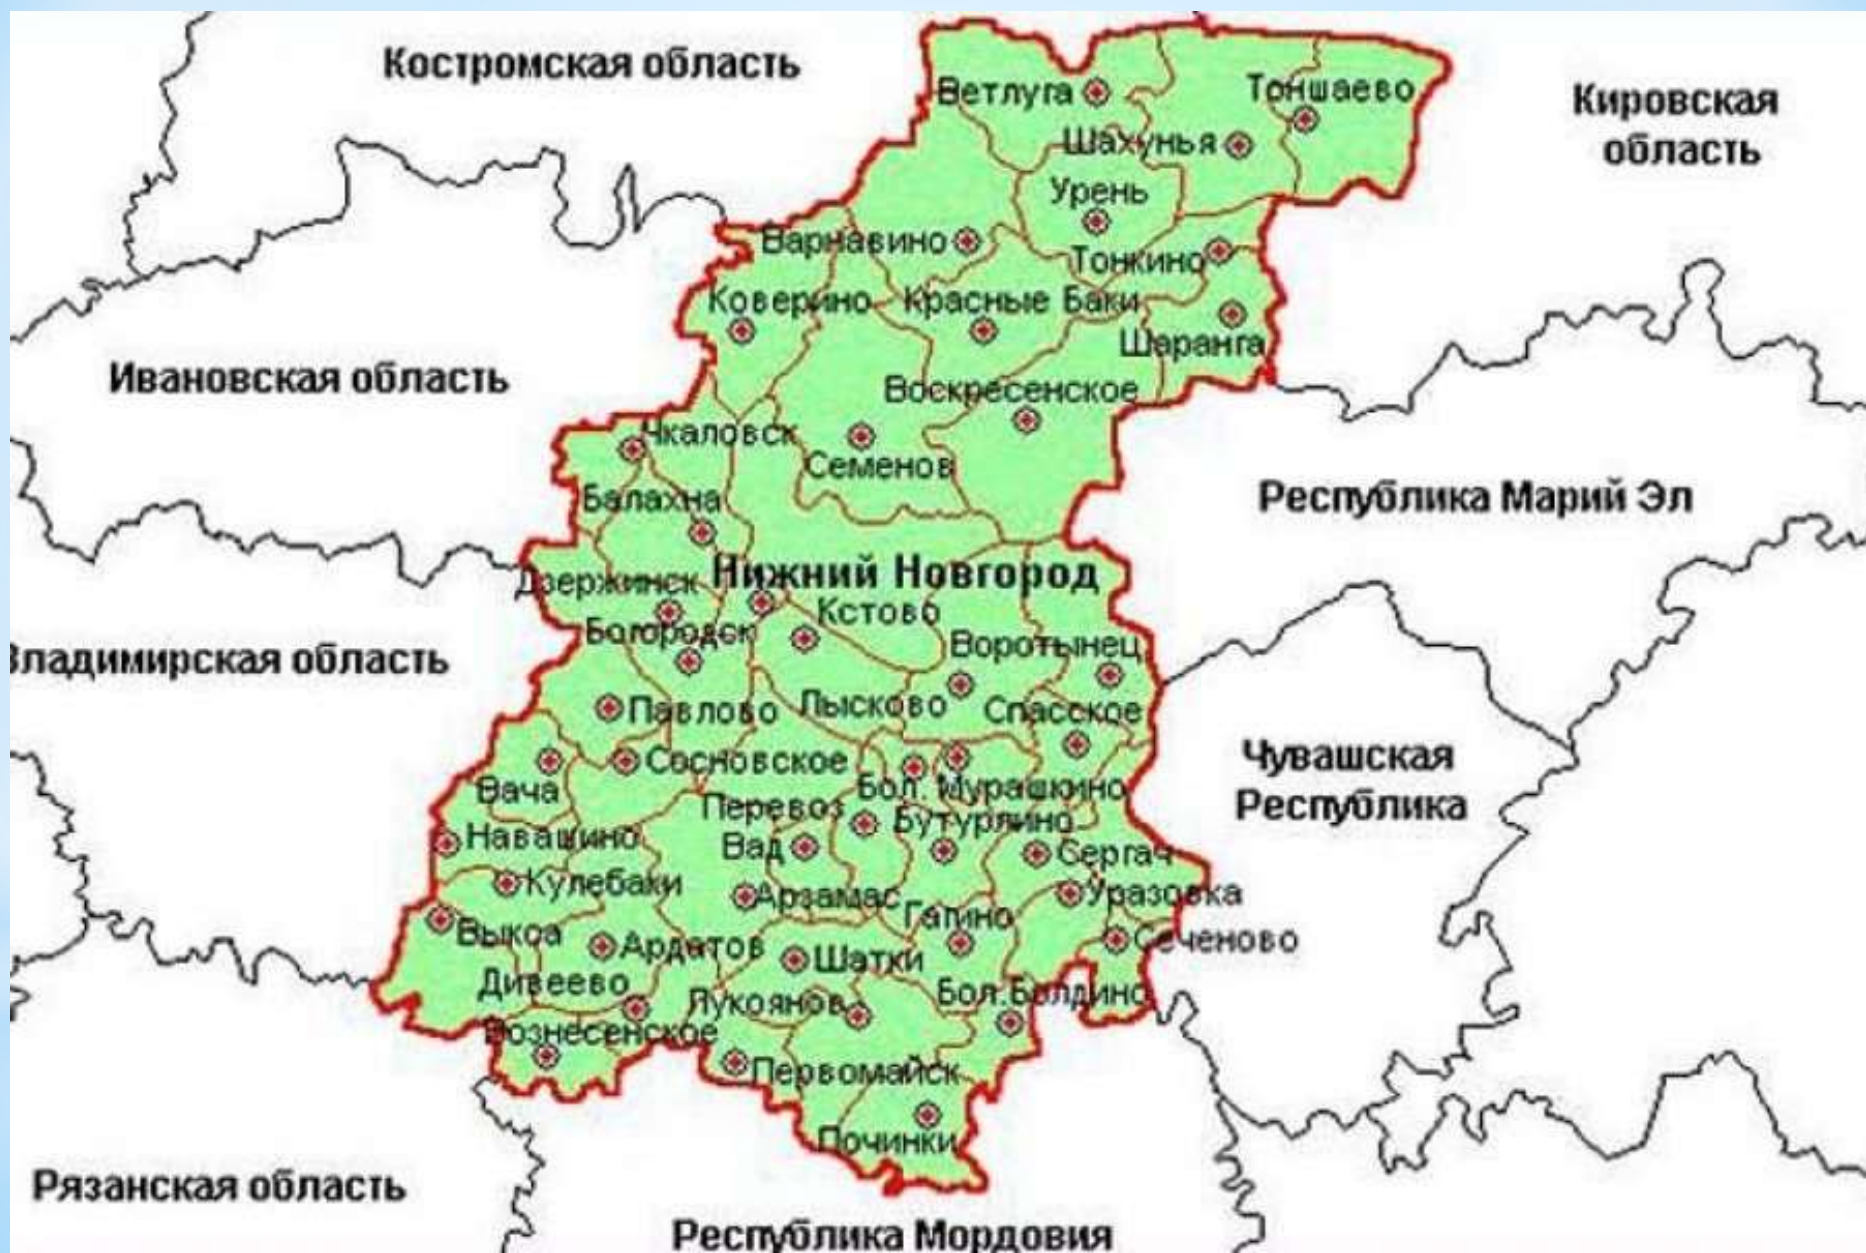 Костромская область
Кировская
область
Ветлуга
Тоншаево
Шахунья
Урень
Варнавино
Тонкино
Коверино
Красные Баки
Шаранга
Ивановская область
Воскресенское
Чкаловск
Семенов
Балахна
Республика Марий Эл
Нижний Новгород
Дзержинск
Кстово
Богородск
Воротынец
Владимирская область
Павлово
Лысково
Спасское
Сосновское
Чувашская
Республика
Вача
Бол. Мурашкино
Перевоз
Бутурлино
Навашино
Вад
Сергач
Кулебаки
Арзамас
Уразовка
Гагино
Выкса
Ардатов
Сеченово
Шатки
Дивеево
Лукоянов
Бол.Болдино
Вознесенское
Первомайск
Починки
Рязанская область
Республика Мордовия